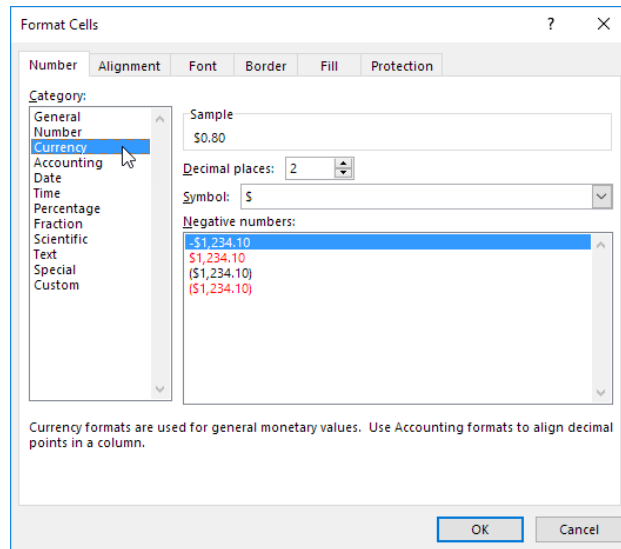 Format Cells ? ×
Number Alignment Font Border Fill Protection
Category:
General
Number
Currency
Accounting
Date
Time
Percentage
Fraction
Scientific
Text
Special
Custom
Sample
$0.80
Decimal places: 2
Symbol: $
Negative numbers:
-$1,234.10
$1,234.10
($1,234.10)
($1,234.10)
Currency formats are used for general monetary values. Use Accounting formats to align decimal
points in a column.
OK Cancel